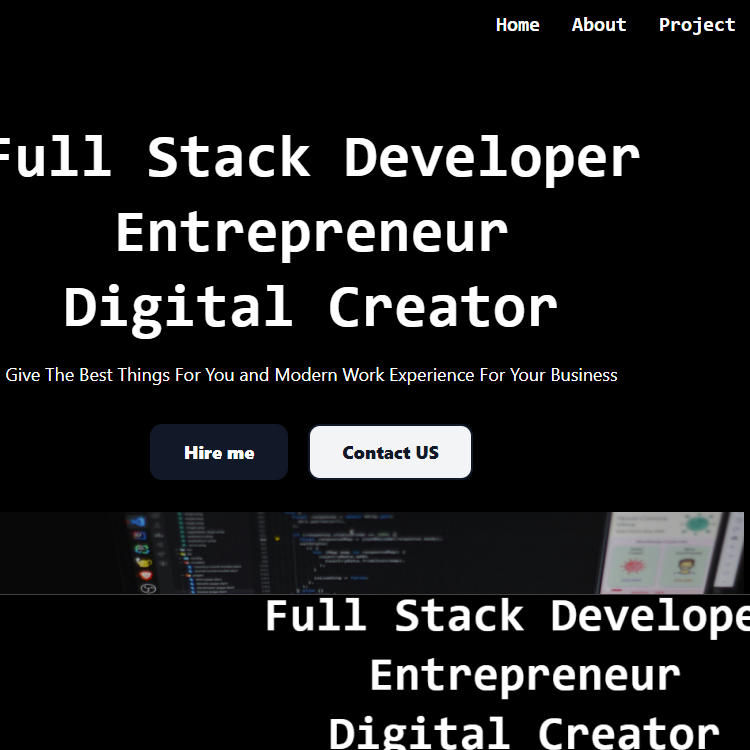 Home About Project
Full Stack Developer
Entrepreneur
Digital Creator
Give The Best Things For You and Modern Work Experience For Your Business
Hire me Contact US
Full Stack Develope
Entrepreneur
Digital Creator